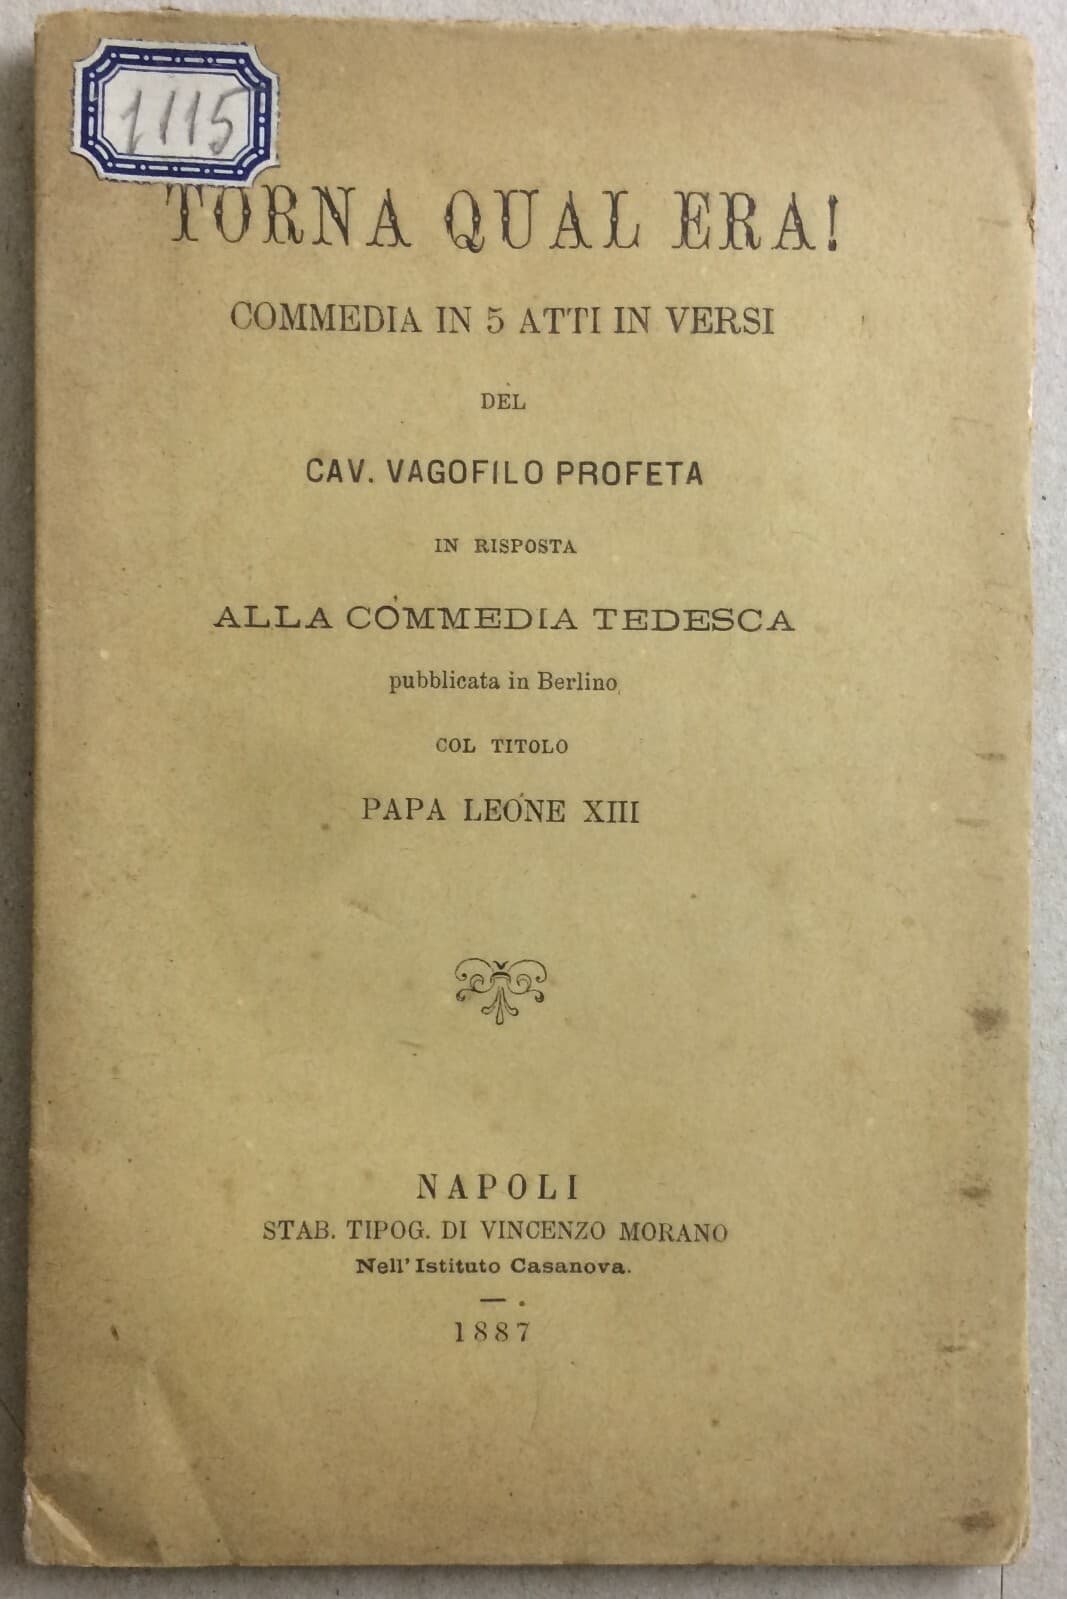 1115
TORNA QUAL ERA!
COMMEDIA IN 5 ATTI IN VERSI
DEL
CAV. VAGOFILO PROFETA
IN RISPOSTA
ALLA COMMEDIA TEDESCA
pubblicata in Berlino
COL TITOLO
PAPA LEONE XIII
NAPOLI
STAB. TIPOG. DI VINCENZO MORANO
Nell' Istituto Casanova.
1887